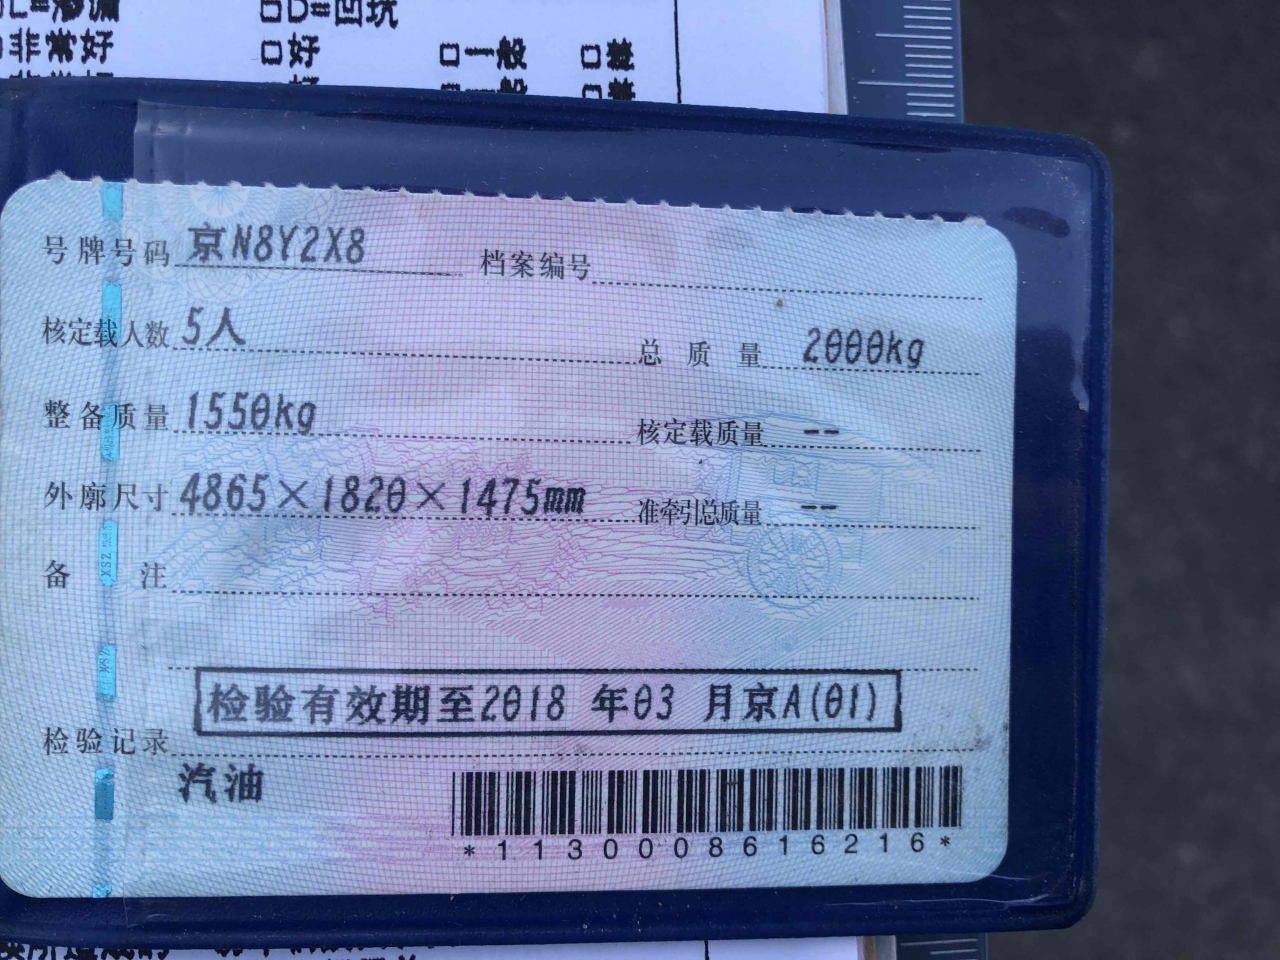 =凹坑
非常好 □好 □一般 □差
号牌号码 京N8Y2X8 档案编号
核定载人数 5人 总质量 2000kg
整备质量 1550kg 核定载质量 --
外廓尺寸 4865×1820×1475mm 准牵引总质量 --
备注
检验有效期至2018 年03 月京A(01)
检验记录
汽油
*1130008616216*